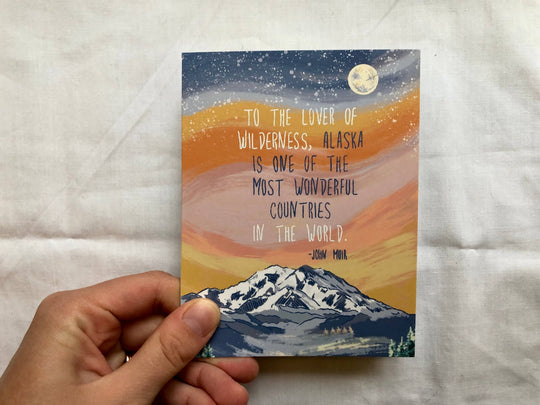 TO THE LOVER OF
WILDERNESS, ALASKA
IS ONE OF THE
MOST WONDERFUL
COUNTRIES
IN THE WORLD.
-JOHN MUIR